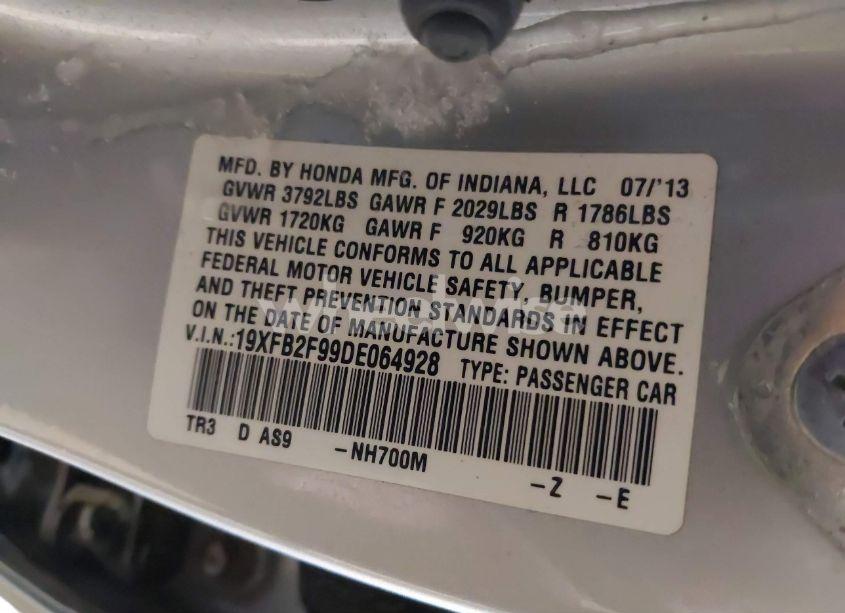 MFD. BY HONDA MFG. OF INDIANA, LLC 07/'13
GVWR 3792LBS GAWR F 2029LBS R 1786LBS
GVWR 1720KG GAWR F 920KG R 810KG
THIS VEHICLE CONFORMS TO ALL APPLICABLE
FEDERAL MOTOR VEHICLE SAFETY, BUMPER,
AND THEFT PREVENTION STANDARDS IN EFFECT
ON THE DATE OF MANUFACTURE SHOWN ABOVE.
V.I.N.:19XFB2F99DE064928 TYPE: PASSENGER CAR
TR3 D AS9 -NH700M -Z -E